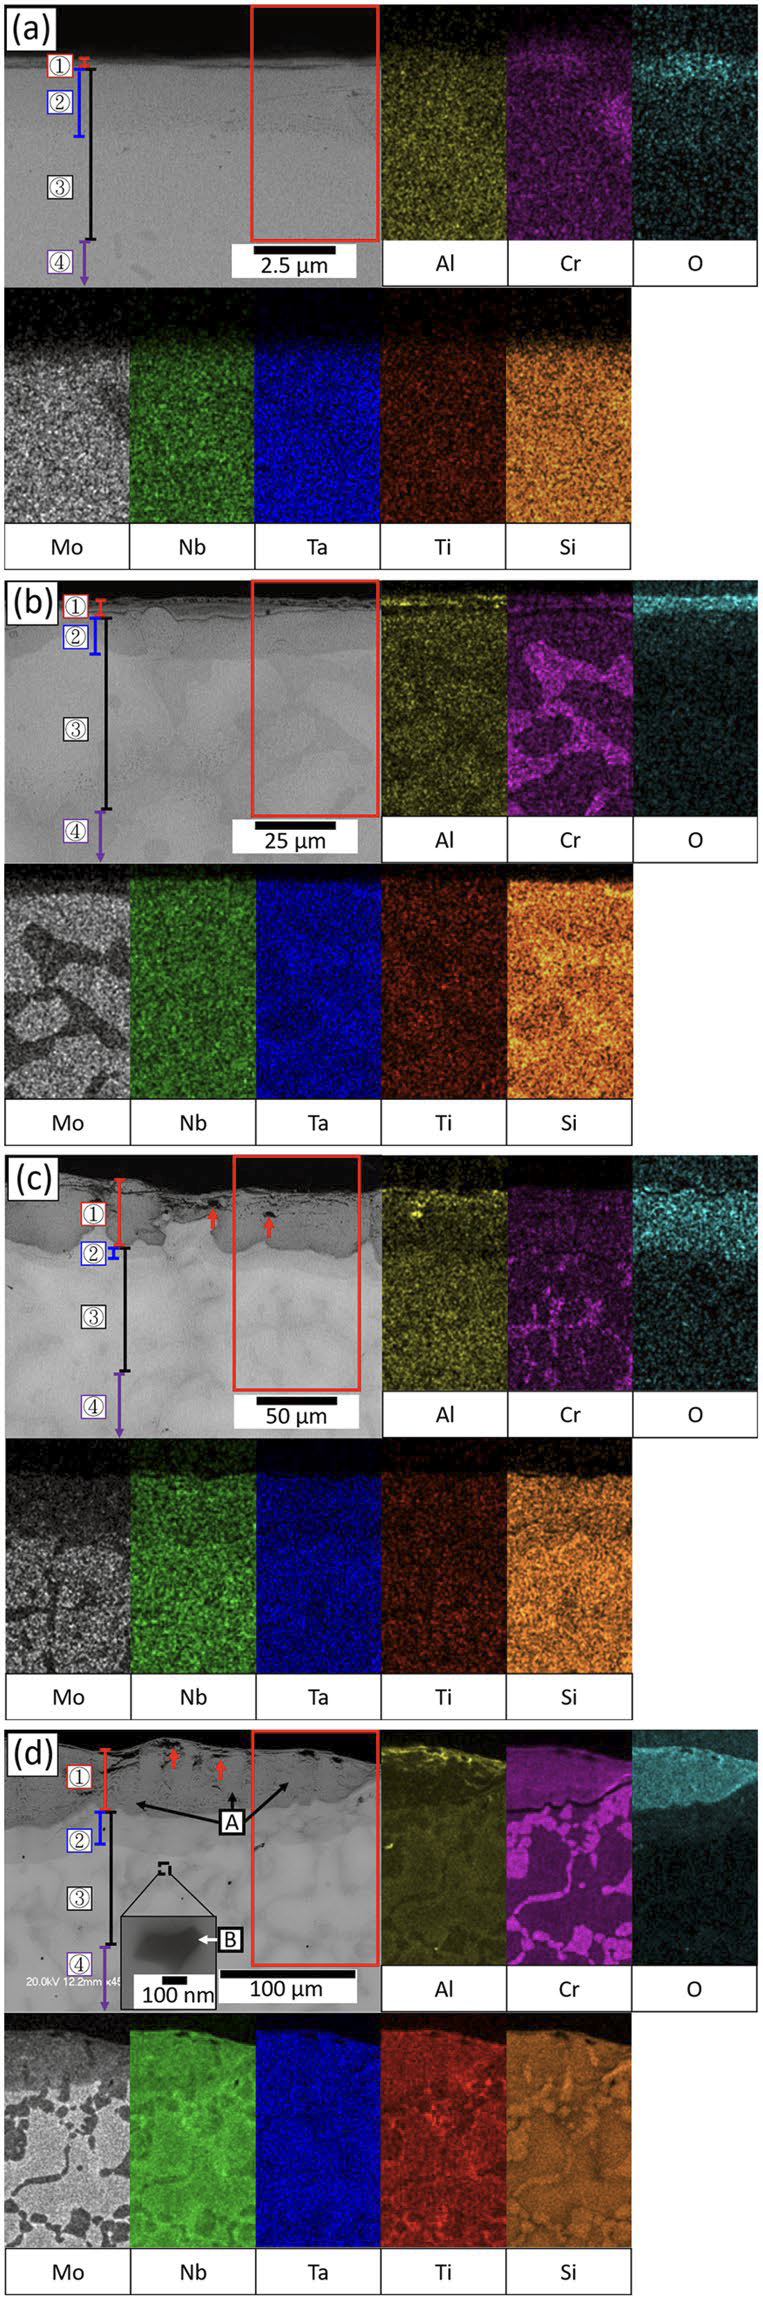 (a)
①
②
③
④
2.5 μm
Al Cr O
Mo Nb Ta Ti Si
(b)
①
②
③
④
25 μm
Al Cr O
Mo Nb Ta Ti Si
(c)
①
②
③
④
50 μm
Al Cr O
Mo Nb Ta Ti Si
(d)
①
A
②
③
B
④
20.0kV 12.2mm x45
100 nm
100 μm
Al Cr O
Mo Nb Ta Ti Si